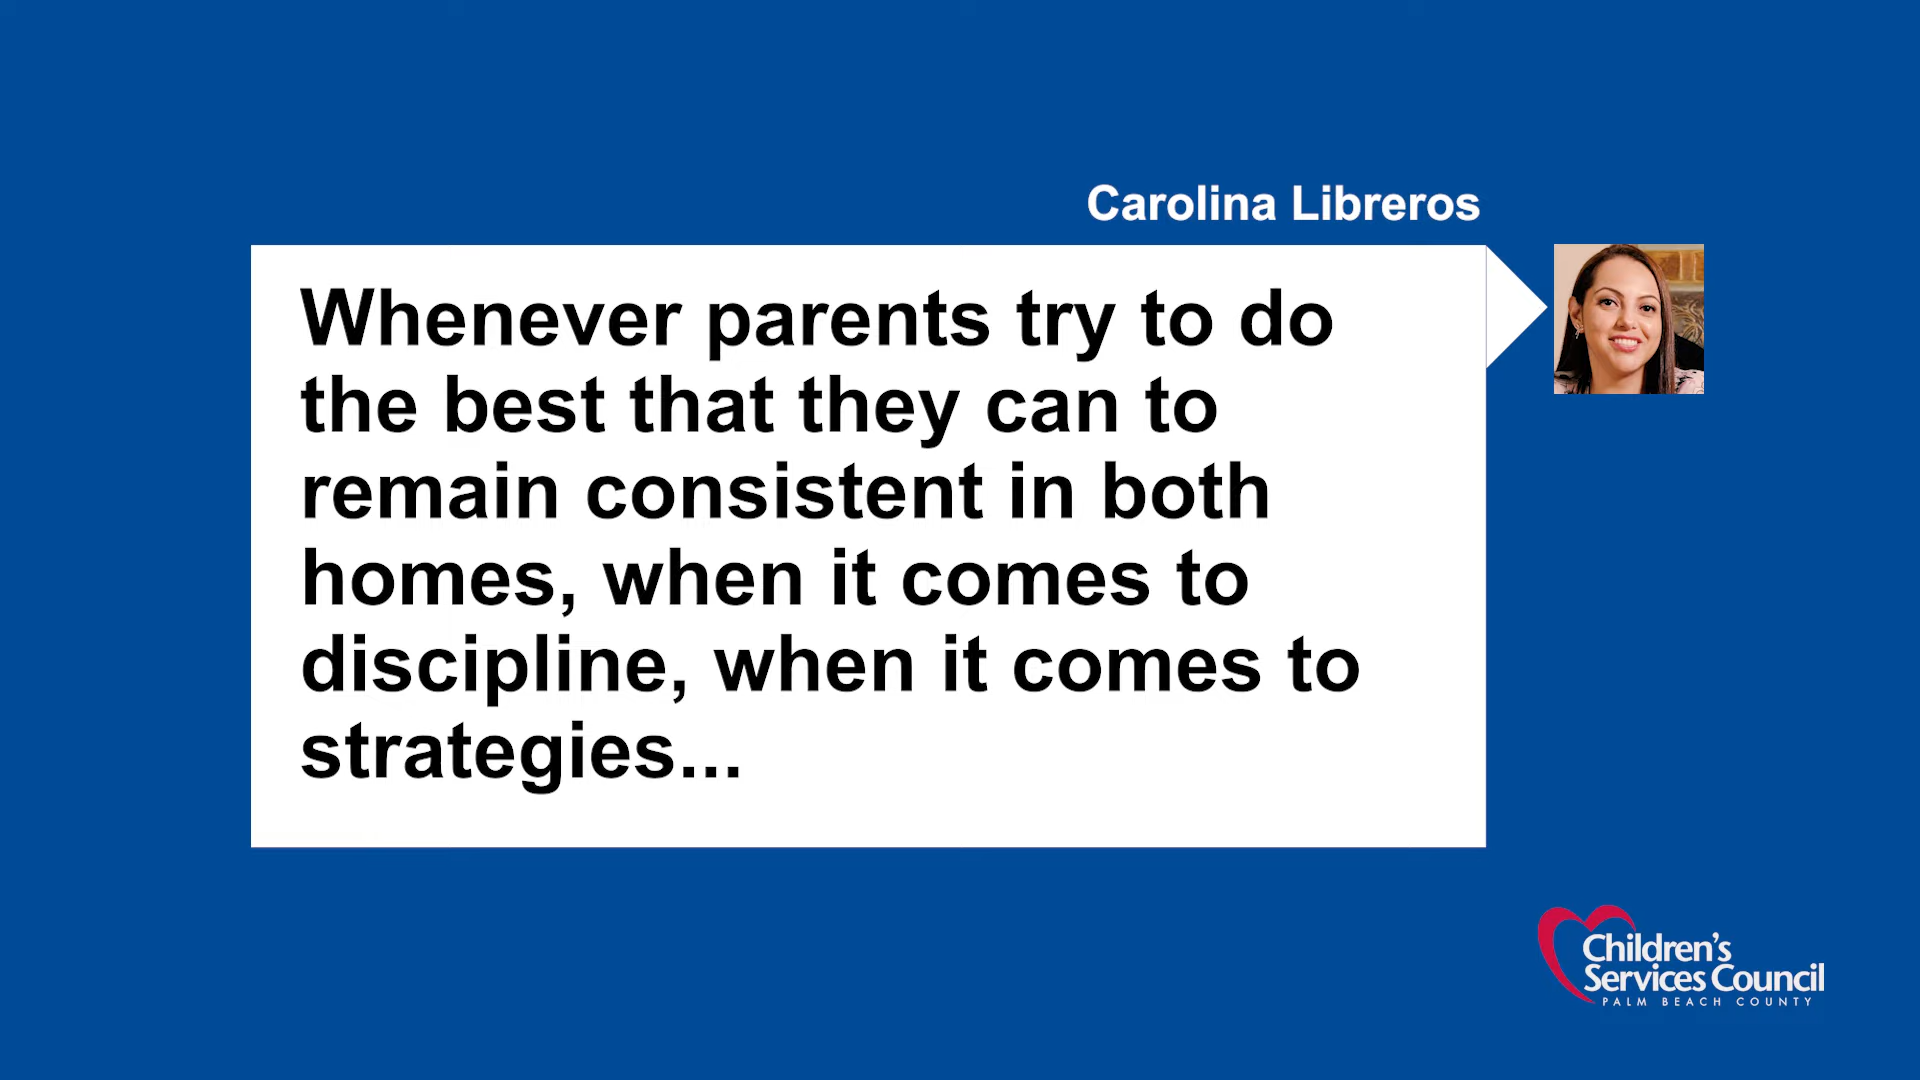 Carolina Libreros
Whenever parents try to do
the best that they can to
remain consistent in both
homes, when it comes to
discipline, when it comes to
strategies...
Children's
Services Council
PALM BEACH COUNTY